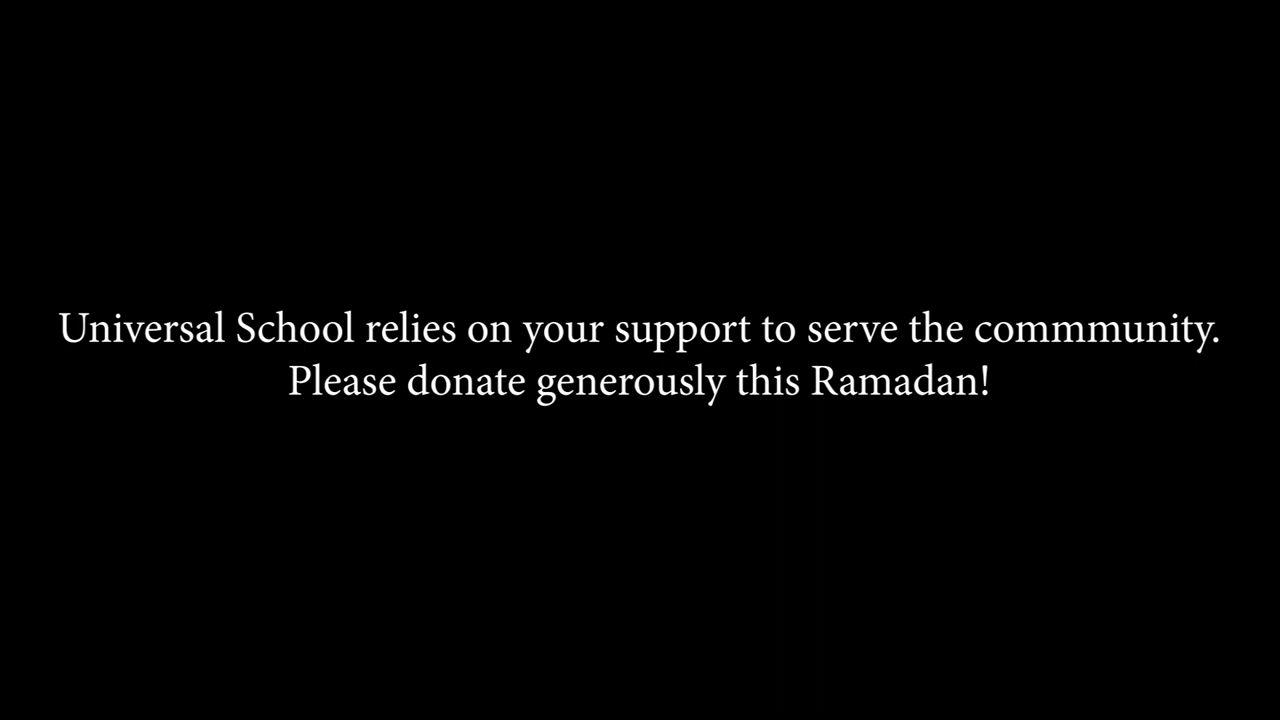 Universal School relies on your support to serve the commmunity.
Please donate generously this Ramadan!